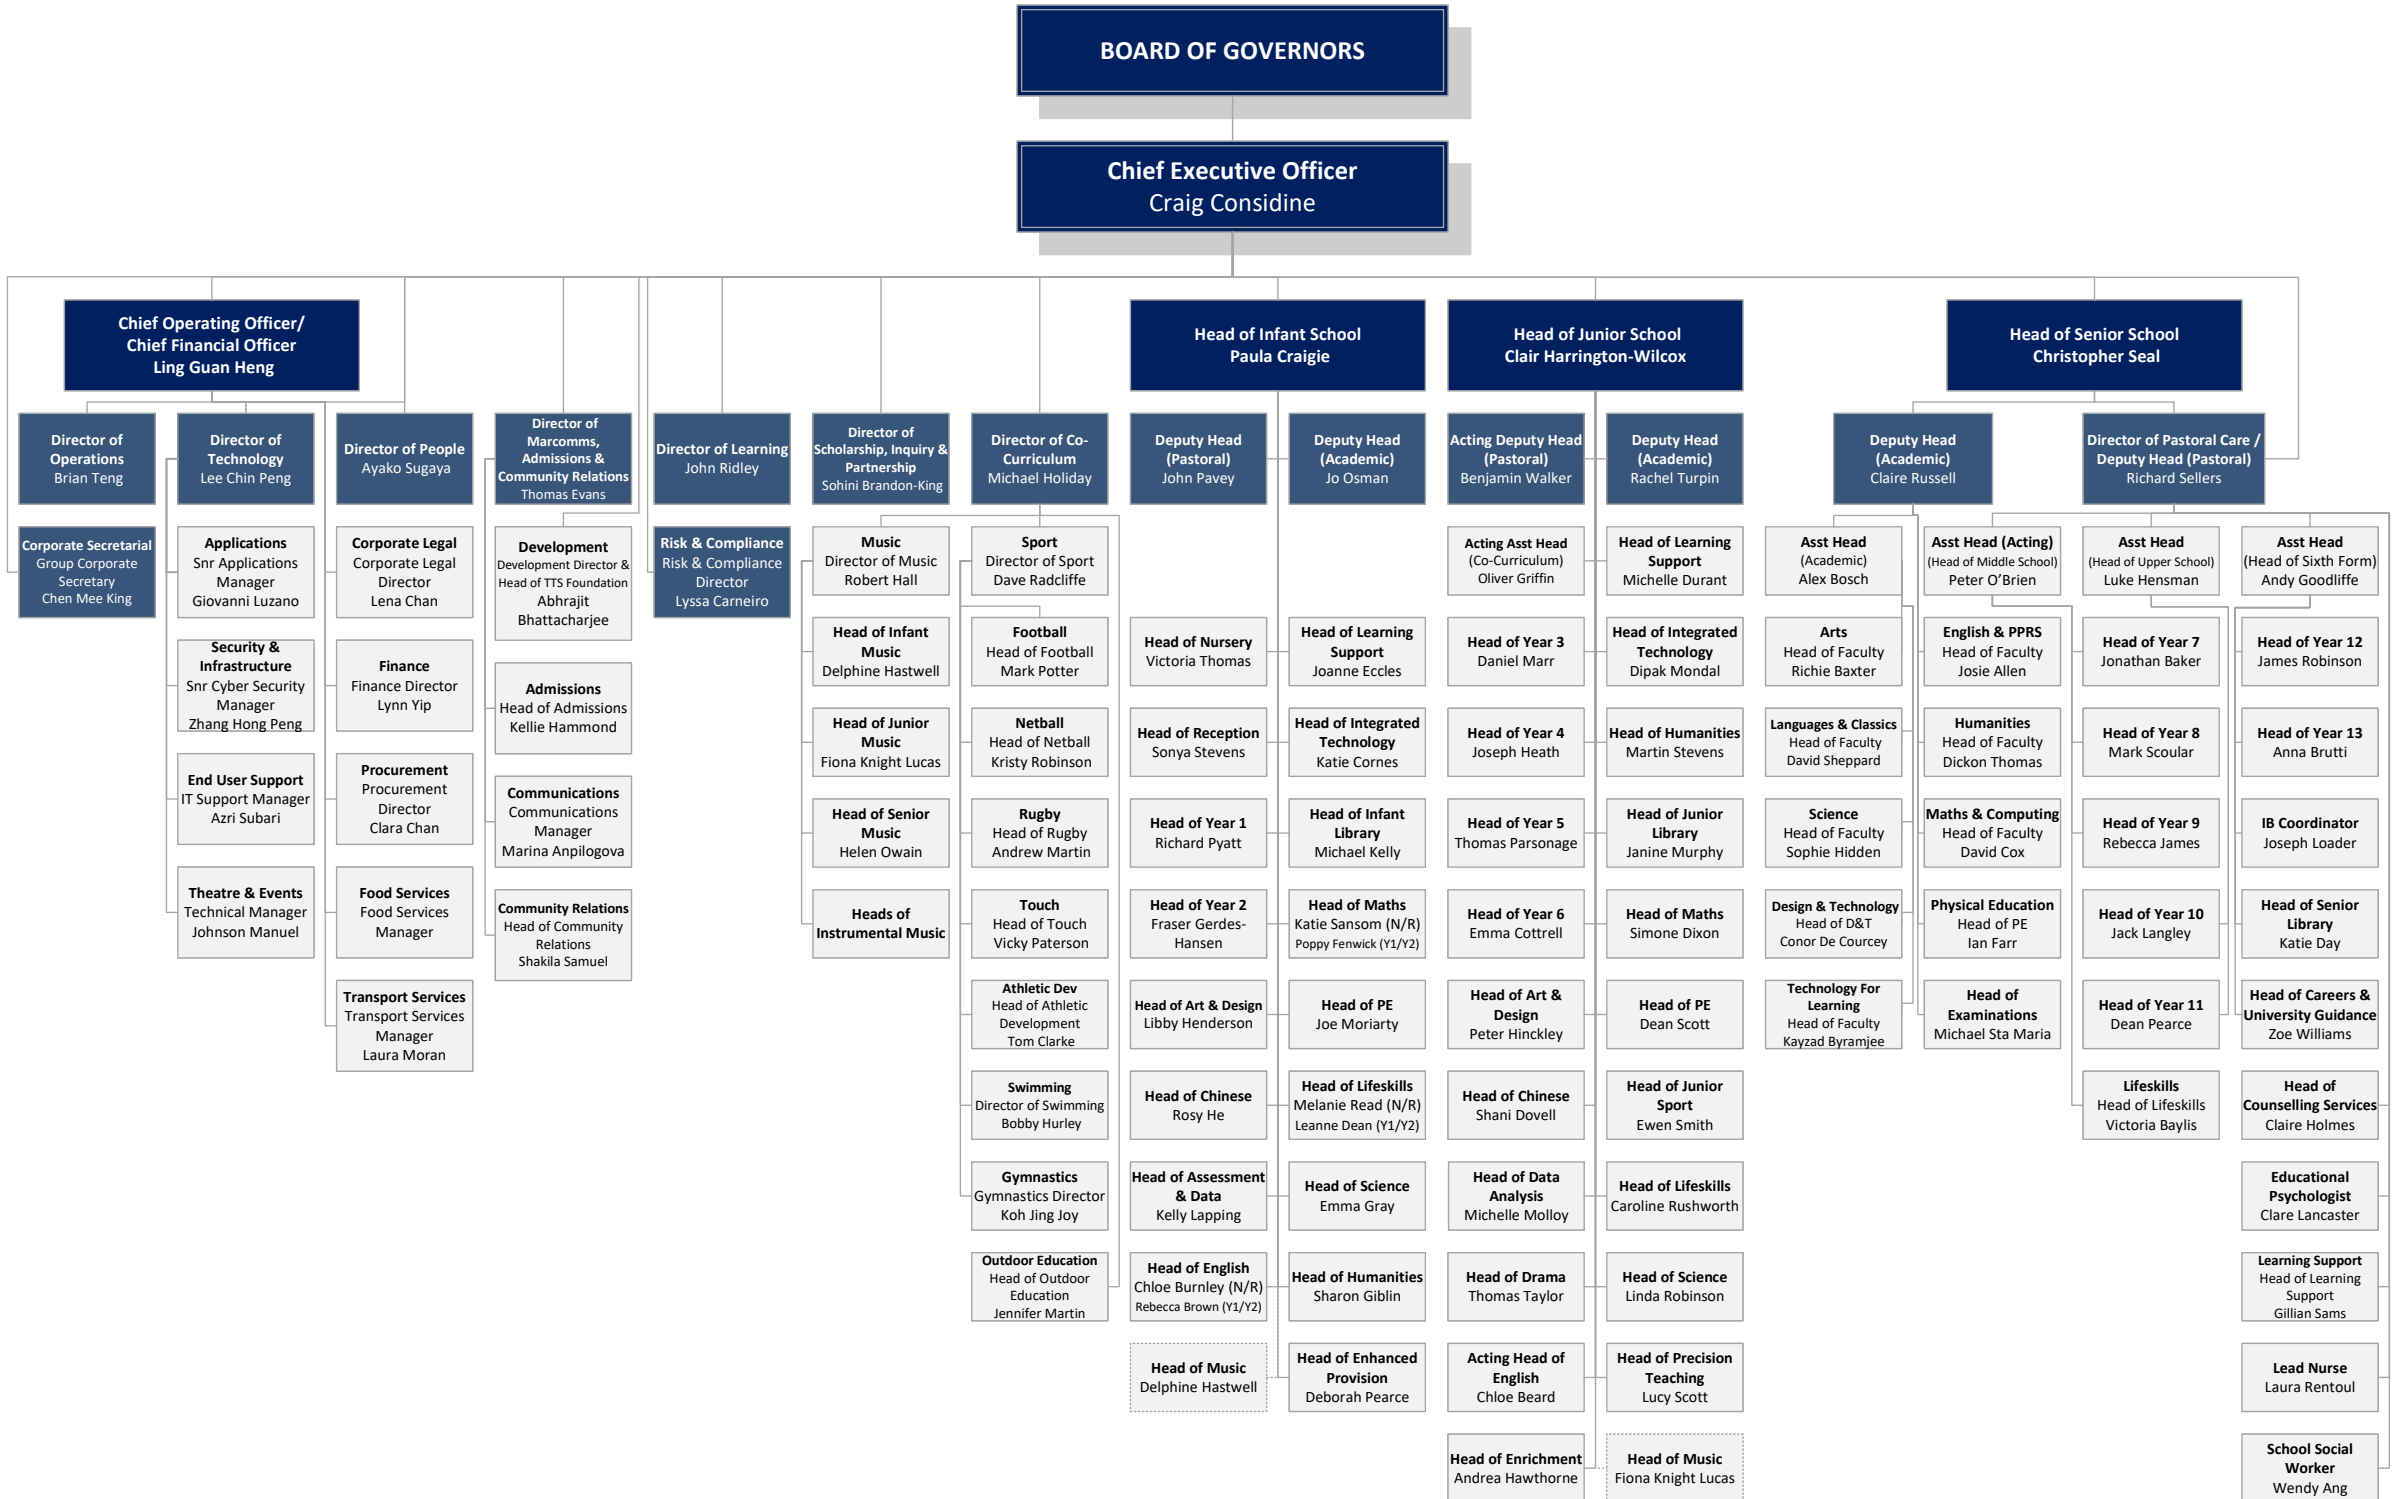 BOARD OF GOVERNORS
Chief Executive Officer
Craig Considine
Chief Operating Officer/
Chief Financial Officer
Ling Guan Heng
Head of Infant School
Paula Craigie
Head of Junior School
Clair Harrington-Wilcox
Head of Senior School
Christopher Seal
Director of
Operations
Brian Teng
Director of
Technology
Lee Chin Peng
Director of People
Ayako Sugaya
Director of
Marcomms,
Admissions &
Community Relations
Thomas Evans
Director of Learning
John Ridley
Director of
Scholarship, Inquiry &
Partnership
Sohini Brandon-King
Director of Co-
Curriculum
Michael Holiday
Deputy Head
(Pastoral)
John Pavey
Deputy Head
(Academic)
Jo Osman
Acting Deputy Head
(Pastoral)
Benjamin Walker
Deputy Head
(Academic)
Rachel Turpin
Deputy Head
(Academic)
Claire Russell
Director of Pastoral Care /
Deputy Head (Pastoral)
Richard Sellers
Corporate Secretarial
Group Corporate
Secretary
Chen Mee King
Applications
Snr Applications
Manager
Giovanni Luzano
Security &
Infrastructure
Snr Cyber Security
Manager
Zhang Hong Peng
End User Support
IT Support Manager
Azri Subari
Theatre & Events
Technical Manager
Johnson Manuel
Corporate Legal
Corporate Legal
Director
Lena Chan
Finance
Finance Director
Lynn Yip
Procurement
Procurement
Director
Clara Chan
Food Services
Food Services
Manager
Transport Services
Transport Services
Manager
Laura Moran
Development
Development Director &
Head of TTS Foundation
Abhrajit
Bhattacharjee
Admissions
Head of Admissions
Kellie Hammond
Communications
Communications
Manager
Marina Anpilogova
Community Relations
Head of Community
Relations
Shakila Samuel
Risk & Compliance
Risk & Compliance
Director
Lyssa Carneiro
Music
Director of Music
Robert Hall
Head of Infant
Music
Delphine Hastwell
Head of Junior
Music
Fiona Knight Lucas
Head of Senior
Music
Helen Owain
Heads of
Instrumental Music
Sport
Director of Sport
Dave Radcliffe
Football
Head of Football
Mark Potter
Netball
Head of Netball
Kristy Robinson
Rugby
Head of Rugby
Andrew Martin
Touch
Head of Touch
Vicky Paterson
Athletic Dev
Head of Athletic
Development
Tom Clarke
Swimming
Director of Swimming
Bobby Hurley
Gymnastics
Gymnastics Director
Koh Jing Joy
Outdoor Education
Head of Outdoor
Education
Jennifer Martin
Head of Nursery
Victoria Thomas
Head of Reception
Sonya Stevens
Head of Year 1
Richard Pyatt
Head of Year 2
Fraser Gerdes-
Hansen
Head of Art & Design
Libby Henderson
Head of Chinese
Rosy He
Head of Assessment
& Data
Kelly Lapping
Head of English
Chloe Burnley (N/R)
Rebecca Brown (Y1/Y2)
Head of Music
Delphine Hastwell
Head of Learning
Support
Joanne Eccles
Head of Integrated
Technology
Katie Cornes
Head of Infant
Library
Michael Kelly
Head of Maths
Katie Sansom (N/R)
Poppy Fenwick (Y1/Y2)
Head of PE
Joe Moriarty
Head of Lifeskills
Melanie Read (N/R)
Leanne Dean (Y1/Y2)
Head of Science
Emma Gray
Head of Humanities
Sharon Giblin
Head of Enhanced
Provision
Deborah Pearce
Acting Asst Head
(Co-Curriculum)
Oliver Griffin
Head of Year 3
Daniel Marr
Head of Year 4
Joseph Heath
Head of Year 5
Thomas Parsonage
Head of Year 6
Emma Cottrell
Head of Art &
Design
Peter Hinckley
Head of Chinese
Shani Dovell
Head of Data
Analysis
Michelle Molloy
Head of Drama
Thomas Taylor
Acting Head of
English
Chloe Beard
Head of Enrichment
Andrea Hawthorne
Head of Learning
Support
Michelle Durant
Head of Integrated
Technology
Dipak Mondal
Head of Humanities
Martin Stevens
Head of Junior
Library
Janine Murphy
Head of Maths
Simone Dixon
Head of PE
Dean Scott
Head of Junior
Sport
Ewen Smith
Head of Lifeskills
Caroline Rushworth
Head of Science
Linda Robinson
Head of Precision
Teaching
Lucy Scott
Head of Music
Fiona Knight Lucas
Asst Head
(Academic)
Alex Bosch
Arts
Head of Faculty
Richie Baxter
Languages & Classics
Head of Faculty
David Sheppard
Science
Head of Faculty
Sophie Hidden
Design & Technology
Head of D&T
Conor De Courcey
Technology For
Learning
Head of Faculty
Kayzad Byramjee
Asst Head (Acting)
(Head of Middle School)
Peter O’Brien
English & PPRS
Head of Faculty
Josie Allen
Humanities
Head of Faculty
Dickon Thomas
Maths & Computing
Head of Faculty
David Cox
Physical Education
Head of PE
Ian Farr
Head of
Examinations
Michael Sta Maria
Asst Head
(Head of Upper School)
Luke Hensman
Head of Year 7
Jonathan Baker
Head of Year 8
Mark Scoular
Head of Year 9
Rebecca James
Head of Year 10
Jack Langley
Head of Year 11
Dean Pearce
Lifeskills
Head of Lifeskills
Victoria Baylis
Asst Head
(Head of Sixth Form)
Andy Goodliffe
Head of Year 12
James Robinson
Head of Year 13
Anna Brutti
IB Coordinator
Joseph Loader
Head of Senior
Library
Katie Day
Head of Careers &
University Guidance
Zoe Williams
Head of
Counselling Services
Claire Holmes
Educational
Psychologist
Clare Lancaster
Learning Support
Head of Learning
Support
Gillian Sams
Lead Nurse
Laura Rentoul
School Social
Worker
Wendy Ang